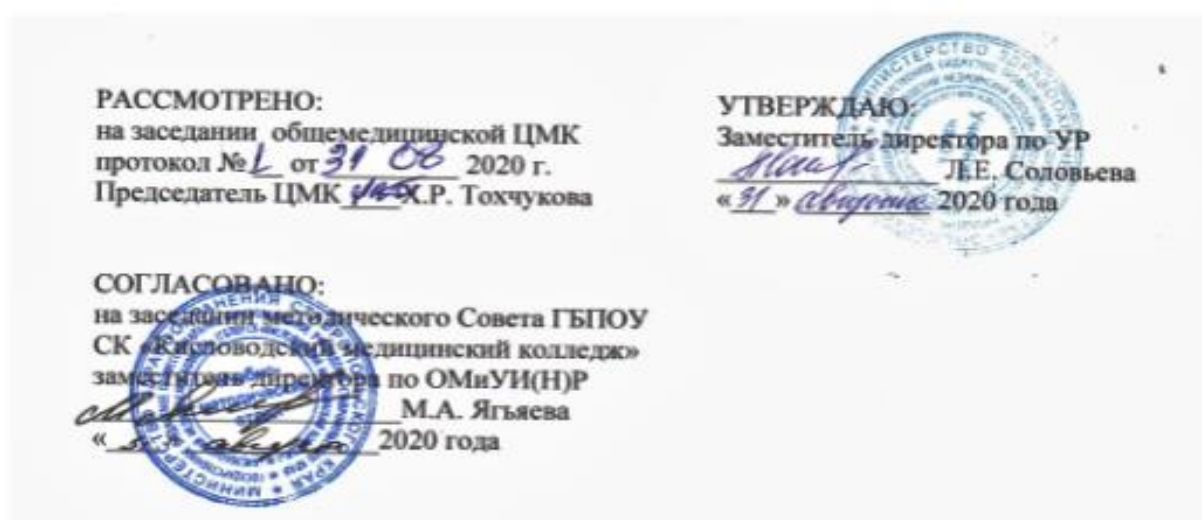 РАССМОТРЕНО:
на заседании общемедицинской ЦМК
протокол № 1 от 31 08 2020 г.
Председатель ЦМК Х.Р. Тохчукова
УТВЕРЖДАЮ:
Заместитель директора по УР
Л.Е. Соловьева
« 31 » августа 2020 года
СОГЛАСОВАНО:
на заседании методического Совета ГБПОУ
СК «Кисловодский медицинский колледж»
заместитель директора по ОМиУИ(Н)Р
М.А. Ягьяева
« » августа 2020 года